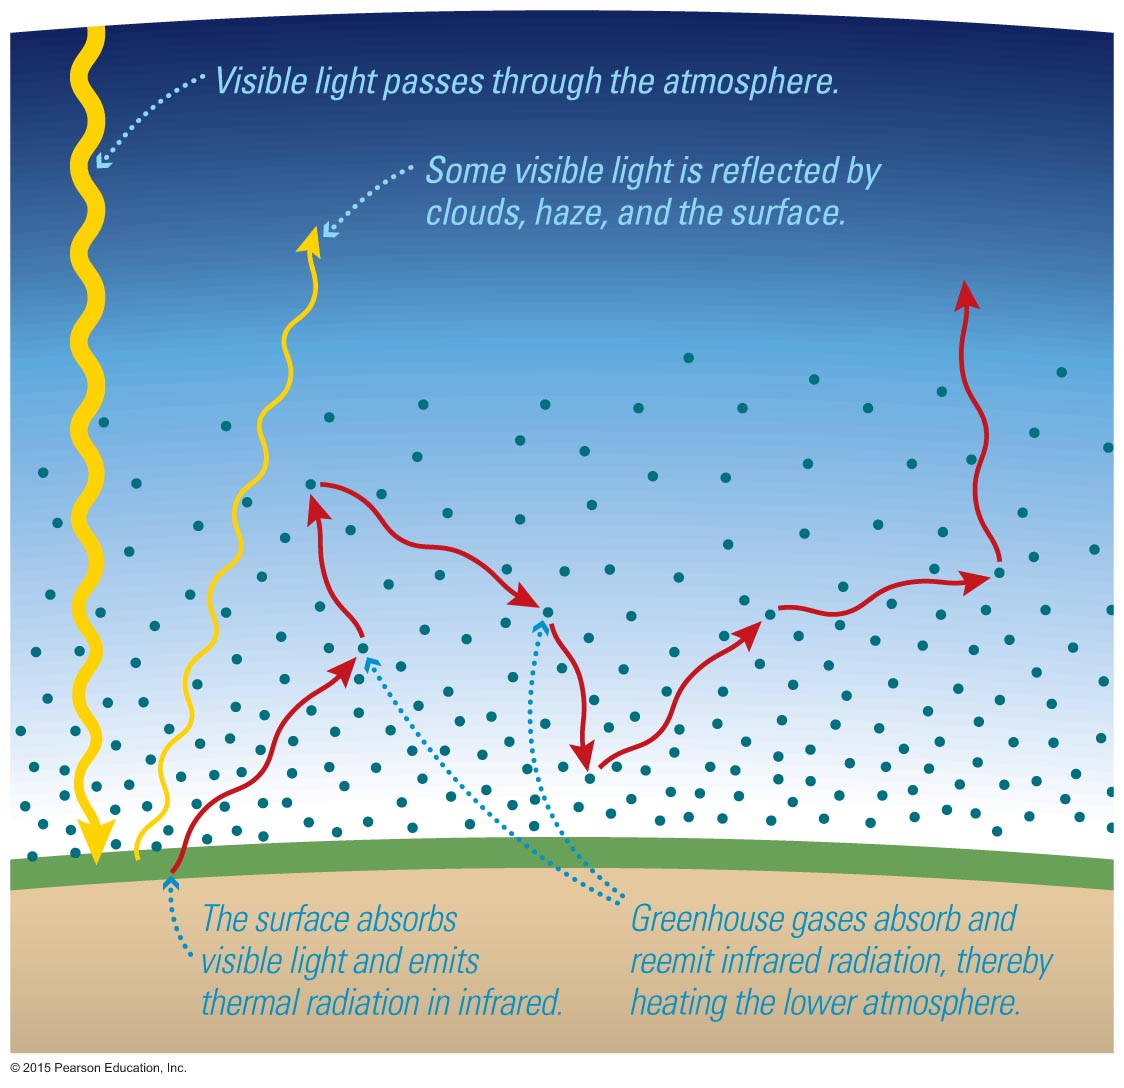 Visible light passes through the atmosphere.
Some visible light is reflected by
clouds, haze, and the surface.
The surface absorbs
visible light and emits
thermal radiation in infrared.
Greenhouse gases absorb and
reemit infrared radiation, thereby
heating the lower atmosphere.
© 2015 Pearson Education, Inc.